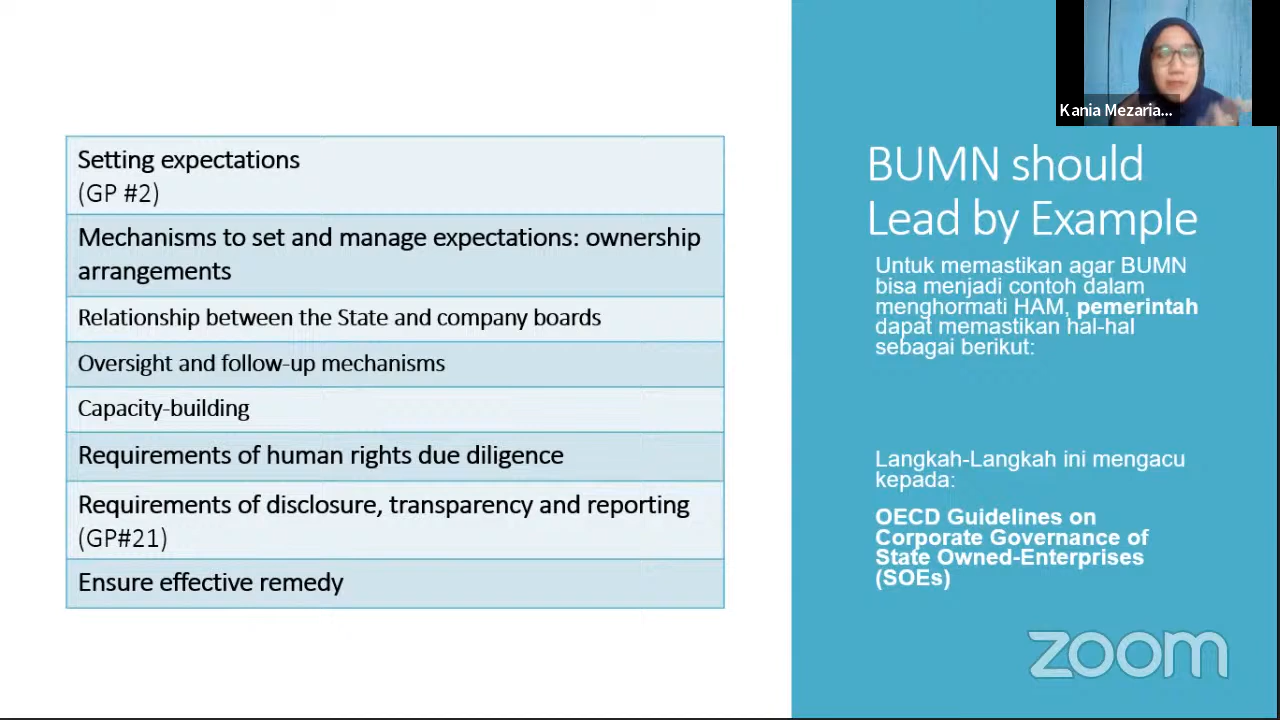 Setting expectations
(GP #2)
Mechanisms to set and manage expectations: ownership
arrangements
Relationship between the State and company boards
Oversight and follow-up mechanisms
Capacity-building
Requirements of human rights due diligence
Requirements of disclosure, transparency and reporting
(GP#21)
Ensure effective remedy
Kania Mezaria...
BUMN should
Lead by Example
Untuk memastikan agar BUMN
bisa menjadi contoh dalam
menghormati HAM, pemerintah
dapat memastikan hal-hal
sebagai berikut:
Langkah-Langkah ini mengacu
kepada:
OECD Guidelines on
Corporate Governance of
State Owned-Enterprises
(SOEs)
zoom